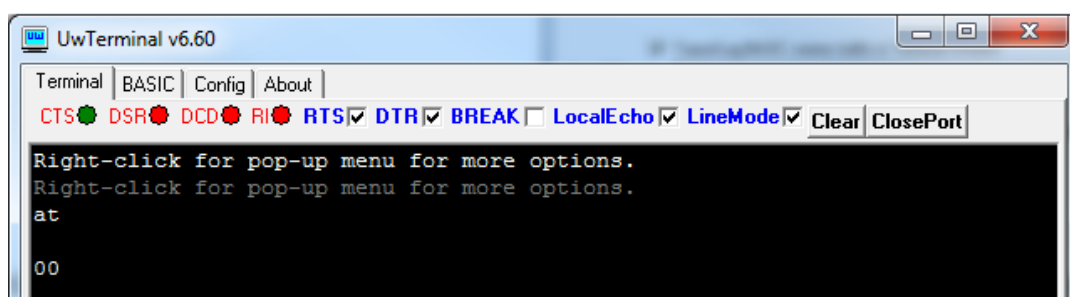 UwTerminal v6.60
Terminal BASIC Config About
CTS DSR DCD RI RTS DTR BREAK LocalEcho LineMode Clear ClosePort
Right-click for pop-up menu for more options.
Right-click for pop-up menu for more options.
at
00